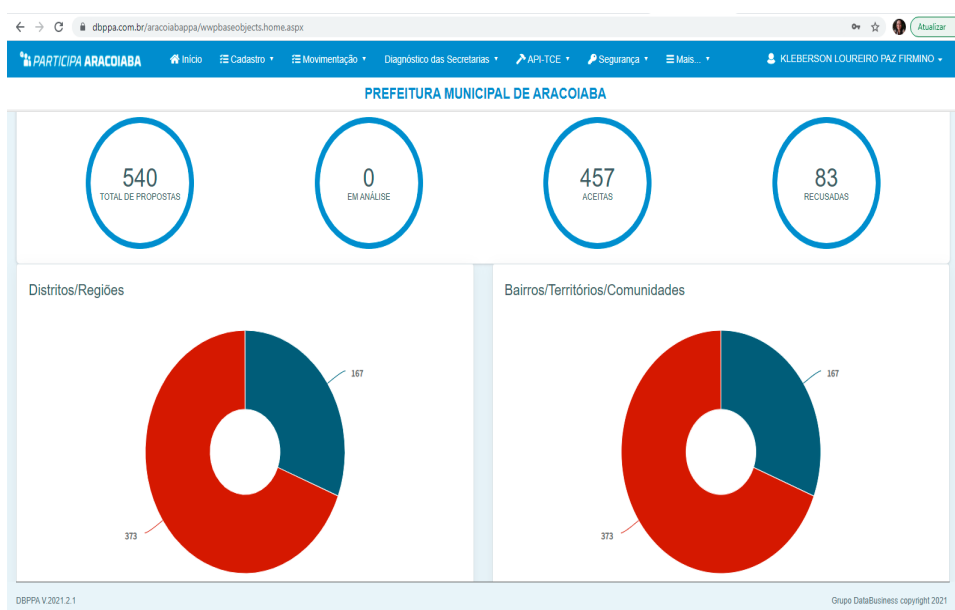 dbppa.com.br/aracoiabappa/wwpbaseobjects.home.aspx
Atualizar
PARTICIPA ARACOIABA
Início
Cadastro
Movimentação
Diagnóstico das Secretarias
API-TCE
Segurança
Mais...
KLEBERSON LOUREIRO PAZ FIRMINO
PREFEITURA MUNICIPAL DE ARACOIABA
540
TOTAL DE PROPOSTAS
0
EM ANÁLISE
457
ACEITAS
83
RECUSADAS
Distritos/Regiões
167
373
Bairros/Territórios/Comunidades
167
373
DBPPA V.2021.2.1
Grupo DataBusiness copyright 2021